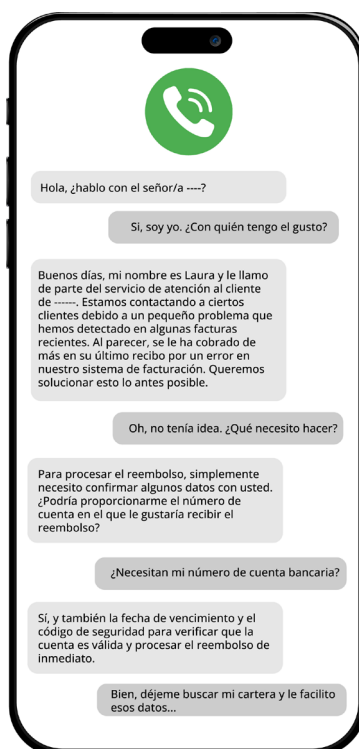 Hola, ¿hablo con el señor/a ----?
Si, soy yo. ¿Con quién tengo el gusto?
Buenos días, mi nombre es Laura y le llamo
de parte del servicio de atención al cliente
de ------. Estamos contactando a ciertos
clientes debido a un pequeño problema que
hemos detectado en algunas facturas
recientes. Al parecer, se le ha cobrado de
más en su último recibo por un error en
nuestro sistema de facturación. Queremos
solucionar esto lo antes posible.
Oh, no tenía idea. ¿Qué necesito hacer?
Para procesar el reembolso, simplemente
necesito confirmar algunos datos con usted.
¿Podría proporcionarme el número de
cuenta en el que le gustaría recibir el
reembolso?
¿Necesitan mi número de cuenta bancaria?
Sí, y también la fecha de vencimiento y el
código de seguridad para verificar que la
cuenta es válida y procesar el reembolso de
inmediato.
Bien, déjeme buscar mi cartera y le facilito
esos datos...